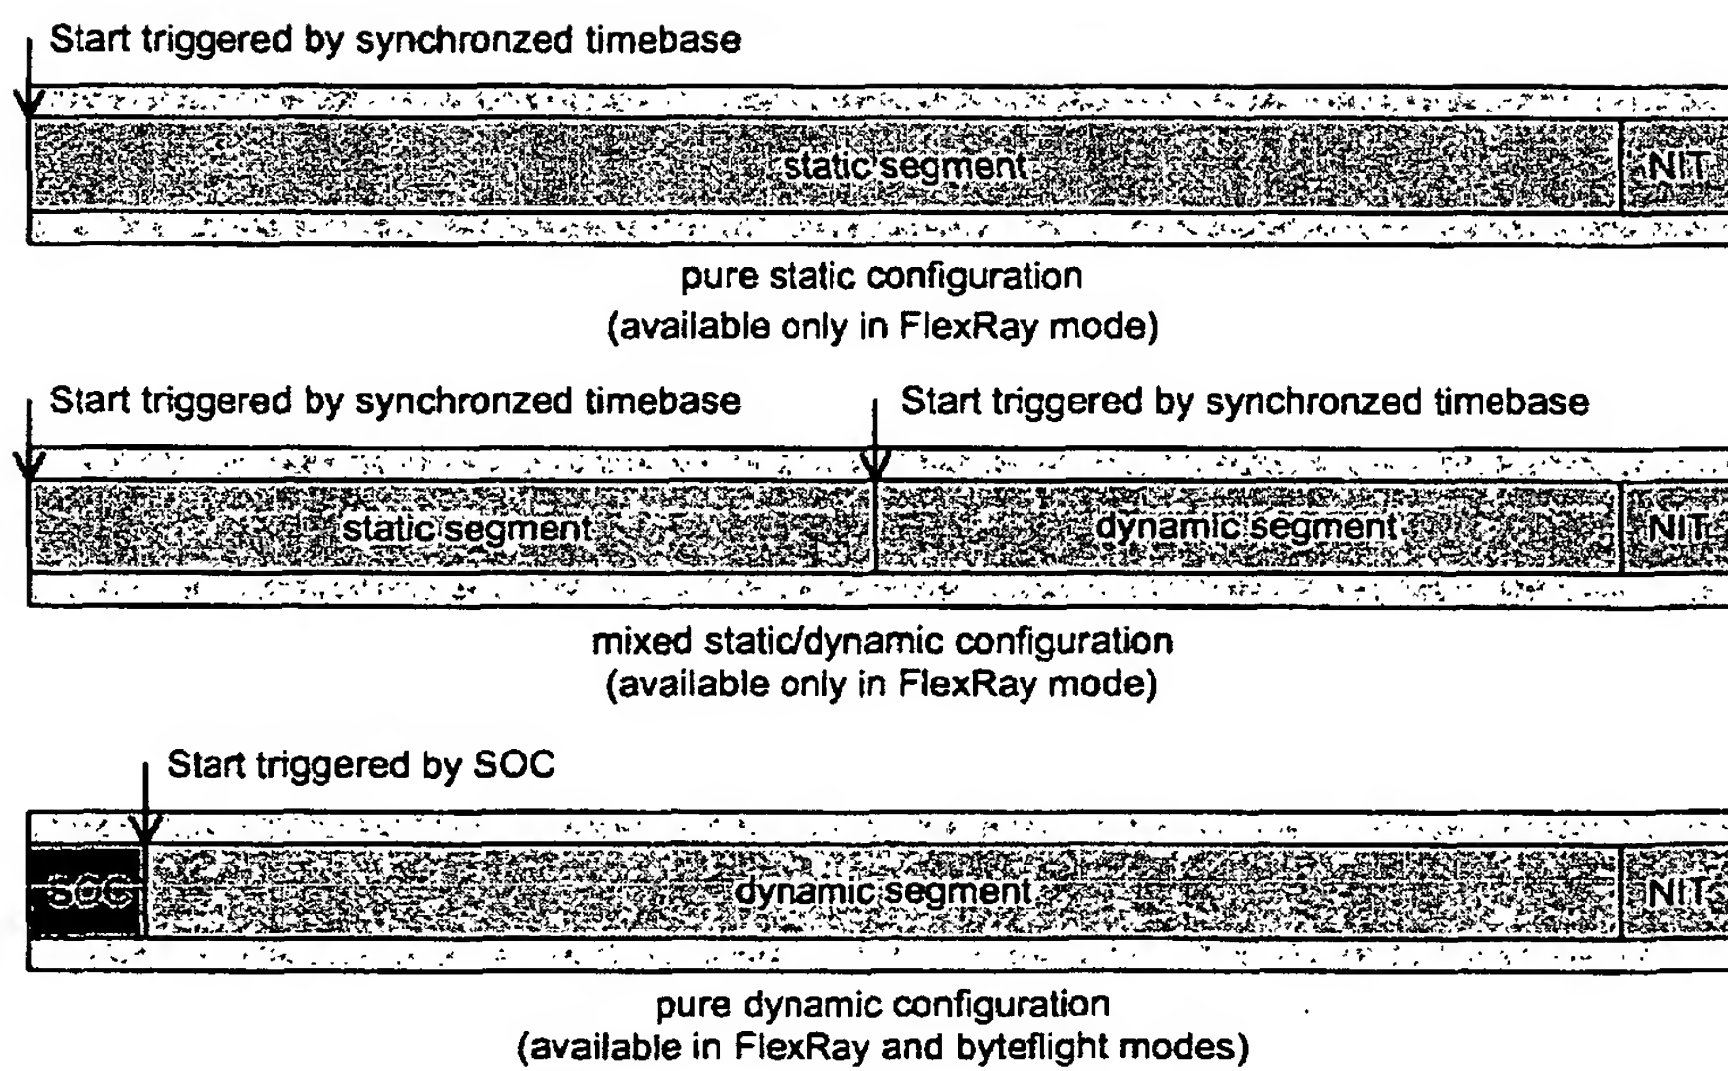 Start triggered by synchronzed timebase
static segment
NIT
pure static configuration
(available only in FlexRay mode)
Start triggered by synchronzed timebase
Start triggered by synchronzed timebase
static segment
dynamic segment
NIT
mixed static/dynamic configuration
(available only in FlexRay mode)
Start triggered by SOC
SOC
dynamic segment
NIT
pure dynamic configuration
(available in FlexRay and byteflight modes)